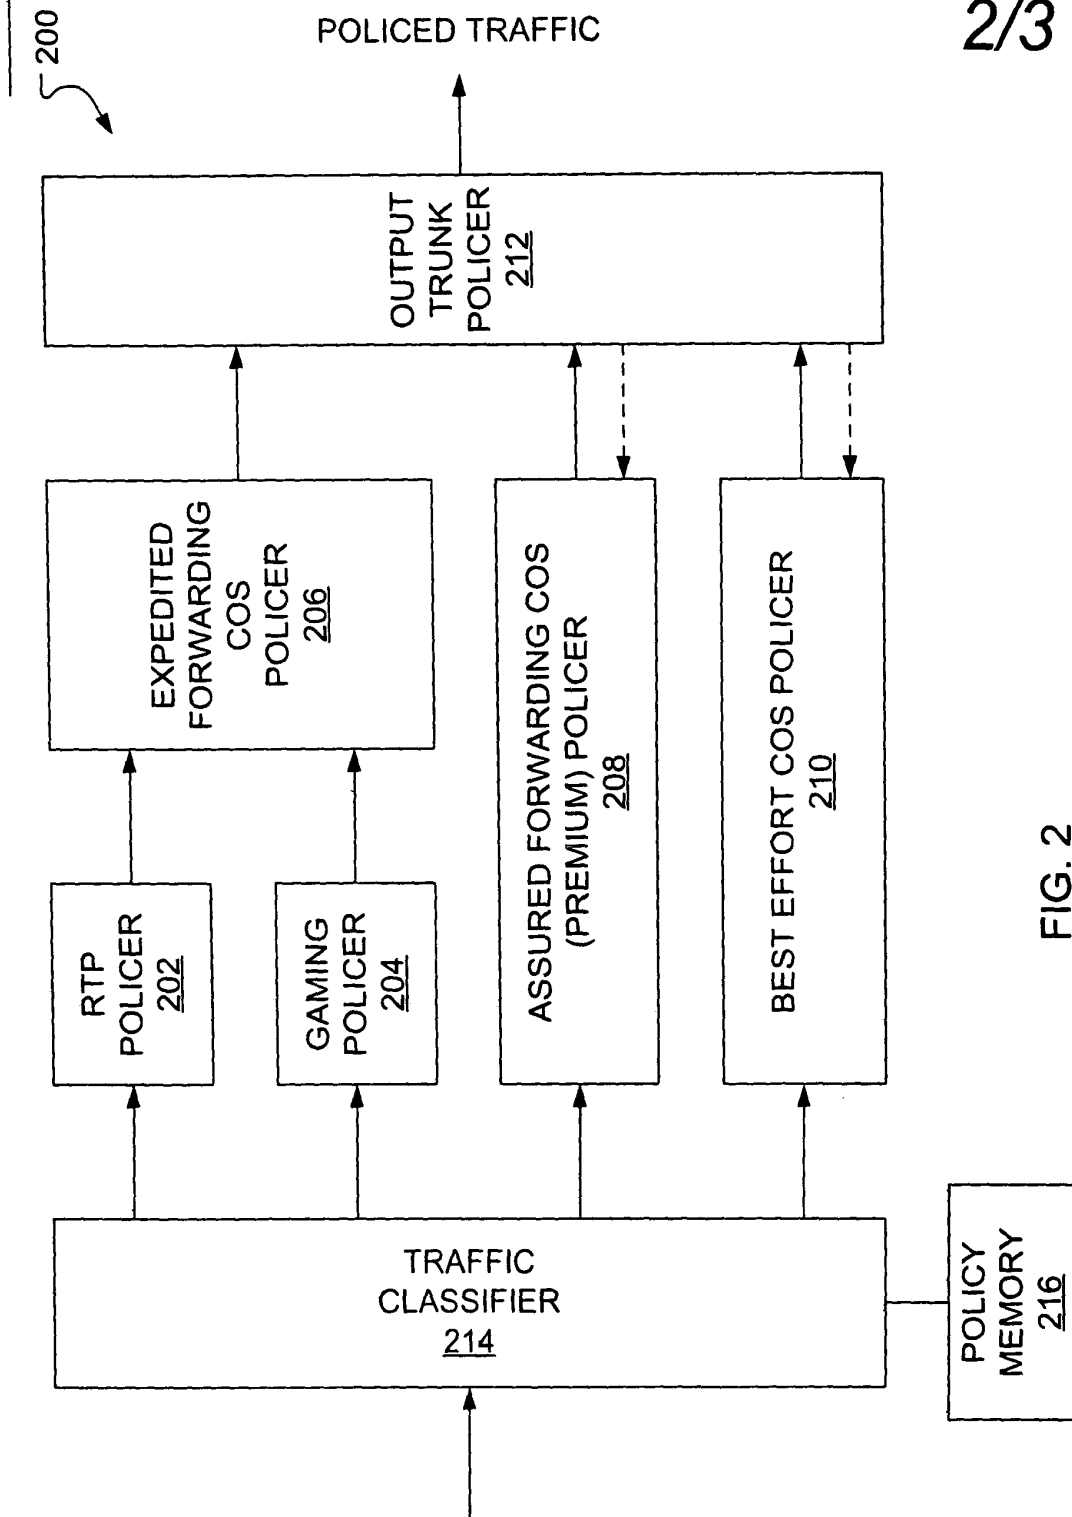 2/3
200
POLICED TRAFFIC
OUTPUT
TRUNK
POLICER
212
EXPEDITED
FORWARDING
COS
POLICER
206
ASSURED FORWARDING COS
(PREMIUM) POLICER
208
BEST EFFORT COS POLICER
210
RTP
POLICER
202
GAMING
POLICER
204
TRAFFIC
CLASSIFIER
214
POLICY
MEMORY
216
FIG. 2